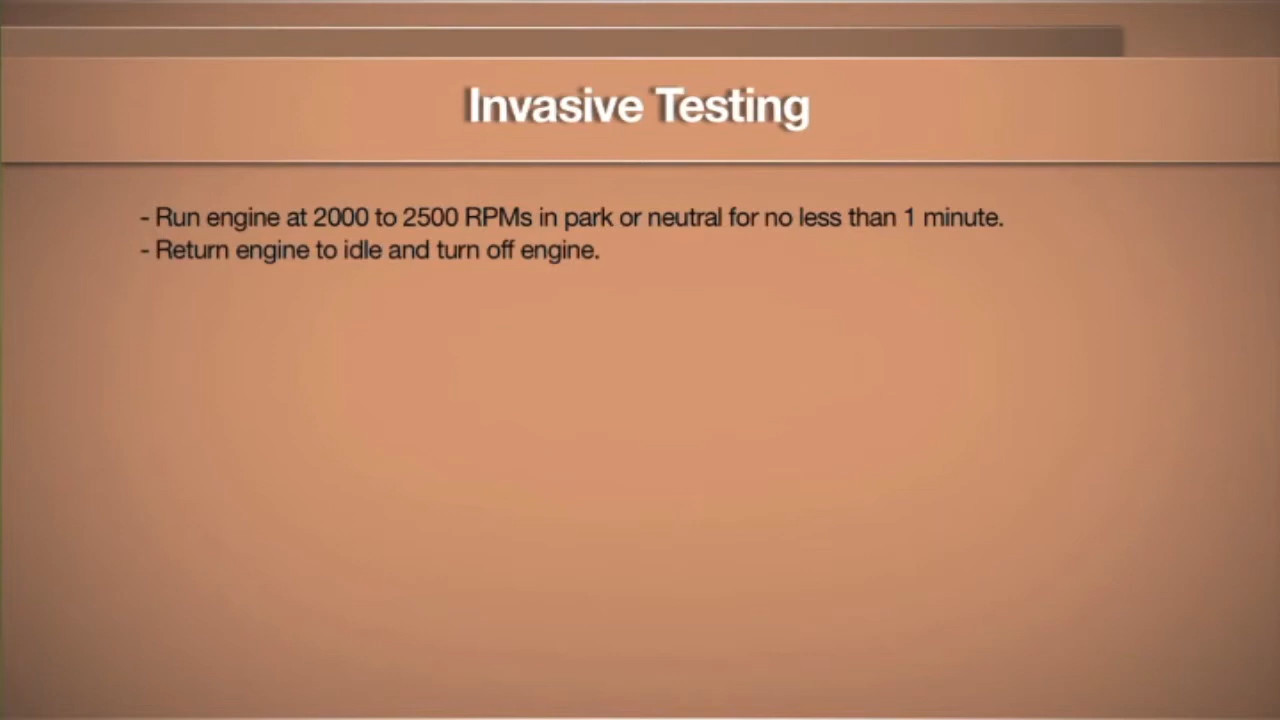 Invasive Testing
- Run engine at 2000 to 2500 RPMs in park or neutral for no less than 1 minute.
- Return engine to idle and turn off engine.